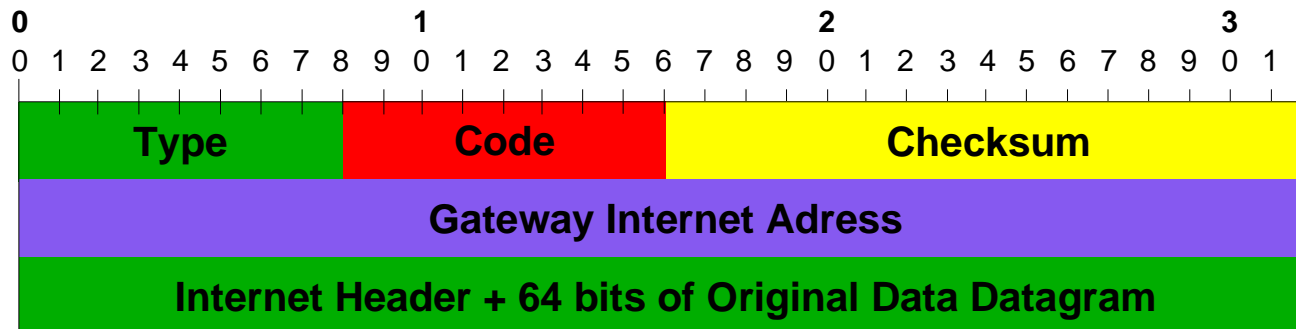 0 1 2 3
0 1 2 3 4 5 6 7 8 9 0 1 2 3 4 5 6 7 8 9 0 1 2 3 4 5 6 7 8 9 0 1
Type Code Checksum
Gateway Internet Adress
Internet Header + 64 bits of Original Data Datagram